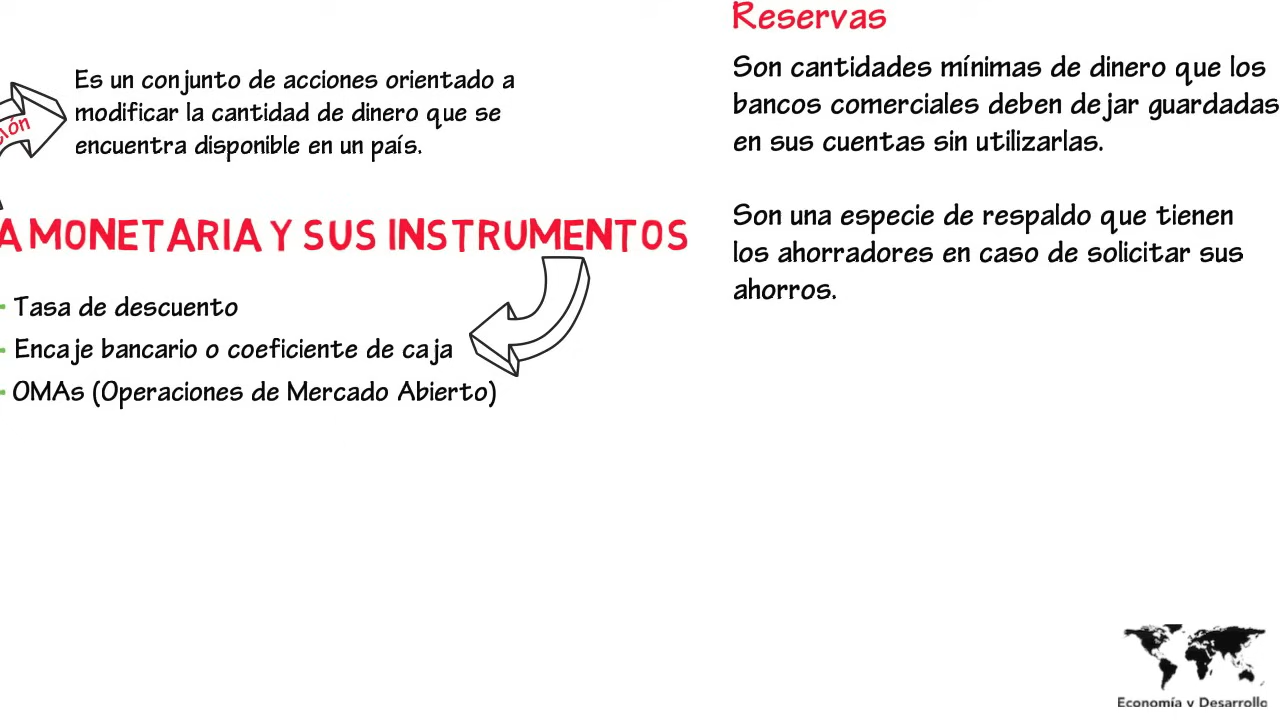 Es un conjunto de acciones orientado a
modificar la cantidad de dinero que se
encuentra disponible en un país.
ión
A MONETARIA Y SUS INSTRUMENTOS
- Tasa de descuento
- Encaje bancario o coeficiente de caja
- OMAs (Operaciones de Mercado Abierto)
Reservas
Son cantidades mínimas de dinero que los
bancos comerciales deben dejar guardadas
en sus cuentas sin utilizarlas.
Son una especie de respaldo que tienen
los ahorradores en caso de solicitar sus
ahorros.
Economía y Desarrollo